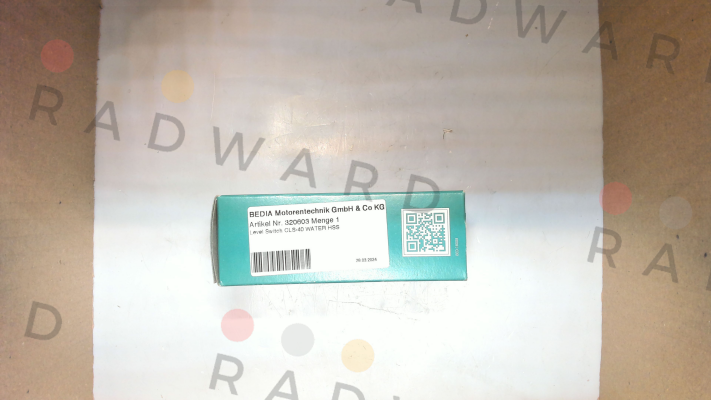 RADWARD
RADWARD
BEDIA Motorentechnik GmbH & Co KG
Artikel Nr. 320603 Menge 1
Level Switch CLS-40 WATER HSS
RA
D
RADWARD